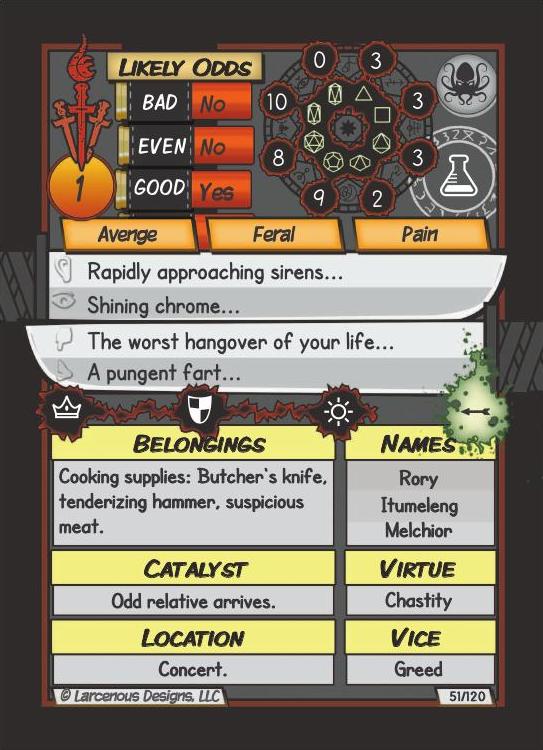 LIKELY ODDS
BAD No
EVEN No
GOOD Yes
1
0 3
10 3
8 3
9 2
Avenge Feral Pain
Rapidly approaching sirens...
Shining chrome...
The worst hangover of your life...
A pungent fart...
BELONGINGS
Cooking supplies: Butcher's knife,
tenderizing hammer, suspicious
meat.
NAMES
Rory
Itumeleng
Melchior
CATALYST
Odd relative arrives.
VIRTUE
Chastity
LOCATION
Concert.
VICE
Greed
© Larcenous Designs, LLC
51/120